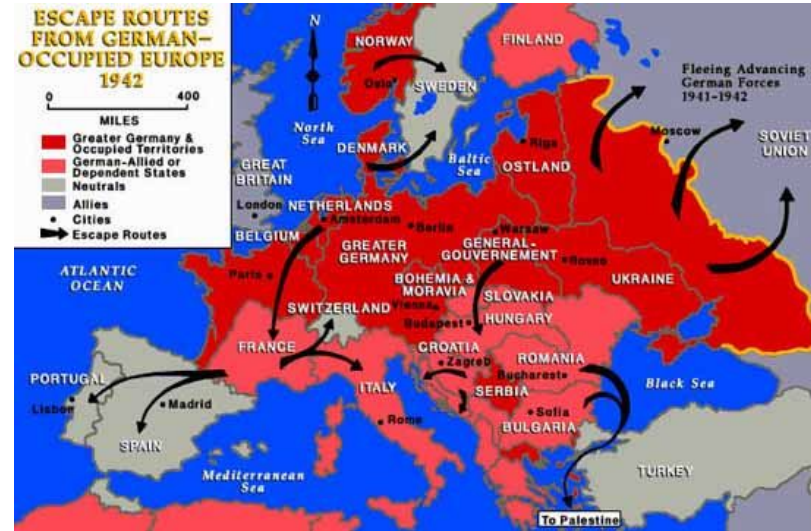 ESCAPE ROUTES
FROM GERMAN–
OCCUPIED EUROPE
1942
0 400
MILES
Greater Germany &
Occupied Territories
German-Allied or
Dependent States
Neutrals
Allies
Cities
Escape Routes
NORWAY
Oslo
SWEDEN
FINLAND
Fleeing Advancing
German Forces
1941–1942
North
Sea
Moscow
SOVIET
UNION
DENMARK
Baltic
Sea
Riga
OSTLAND
GREAT
BRITAIN
London
NETHERLANDS
Amsterdam
Berlin
Warsaw
BELGIUM
GREATER
GERMANY
GENERAL-
GOUVERNEMENT
Rovno
UKRAINE
ATLANTIC
OCEAN
Paris
BOHEMIA &
MORAVIA
SLOVAKIA
SWITZERLAND
Vienna
Budapest
HUNGARY
FRANCE
CROATIA
Zagreb
ROMANIA
Bucharest
PORTUGAL
Lisbon
Madrid
SPAIN
ITALY
Rome
SERBIA
Sofia
BULGARIA
Black Sea
Mediterranean
Sea
TURKEY
To Palestine